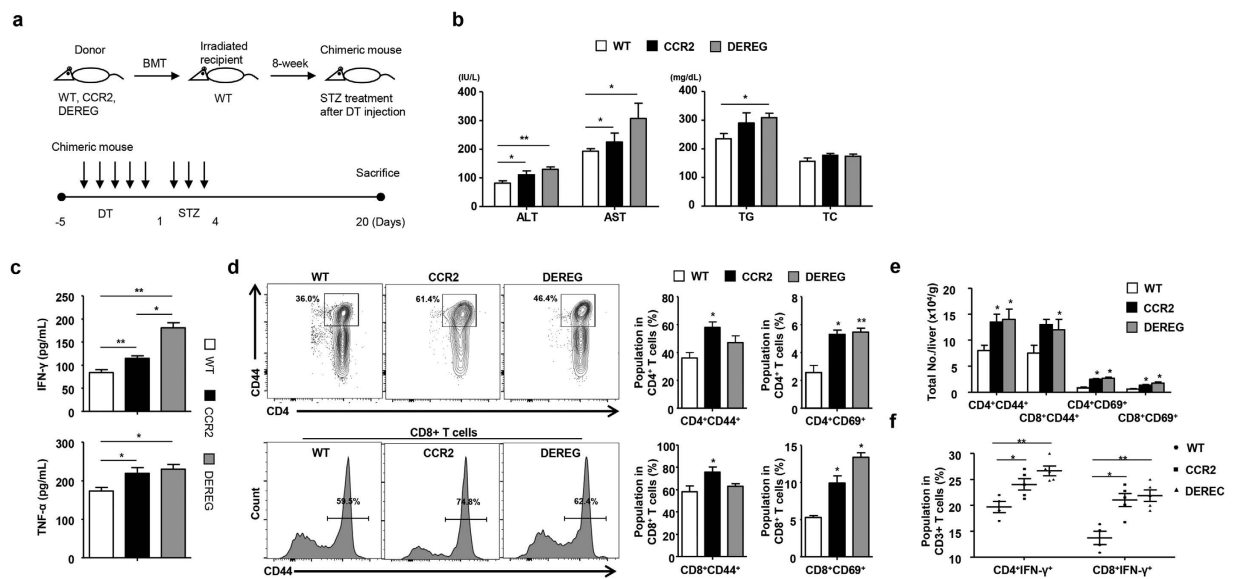 a
Donor
BMT
Irradiated
recipient
8-week
Chimeric mouse
WT, CCR2,
DEREG
WT
STZ treatment
after DT injection
Chimeric mouse
Sacrifice
-5
DT
1
STZ
4
20 (Days)
b
WT
CCR2
DEREG
(IU/L)
400
300
200
100
0
**
*
*
*
ALT
AST
(mg/dL)
400
300
200
100
0
*
TG
TC
c
IFN-γ (pg/mL)
250
200
150
100
50
0
**
*
**
TNF-α (pg/mL)
300
200
100
0
*
*
WT
CCR2
DEREG
d
WT
CCR2
DEREG
36.0%
61.4%
46.4%
CD44
CD4
CD8+ T cells
WT
CCR2
DEREG
59.5%
74.8%
62.4%
Count
CD44
WT
CCR2
DEREG
Population in
CD4⁺ T cells (%)
80
60
40
20
0
*
CD4⁺CD44⁺
Population in
CD4⁺ T cells (%)
8
6
4
2
0
*
**
CD4⁺CD69⁺
Population in
CD8⁺ T cells (%)
100
80
60
40
20
0
*
CD8⁺CD44⁺
Population in
CD8⁺ T cells (%)
15
10
5
0
*
*
CD8⁺CD69⁺
e
WT
CCR2
DEREG
Total No./liver (x10⁴/g)
20
15
10
5
0
* *
*
* *
* *
CD4⁺CD44⁺
CD8⁺CD44⁺
CD4⁺CD69⁺
CD8⁺CD69⁺
f
WT
CCR2
DEREC
Population in
CD3+ T cells (%)
30
25
20
15
10
**
*
**
*
CD4⁺IFN-γ⁺
CD8⁺IFN-γ⁺